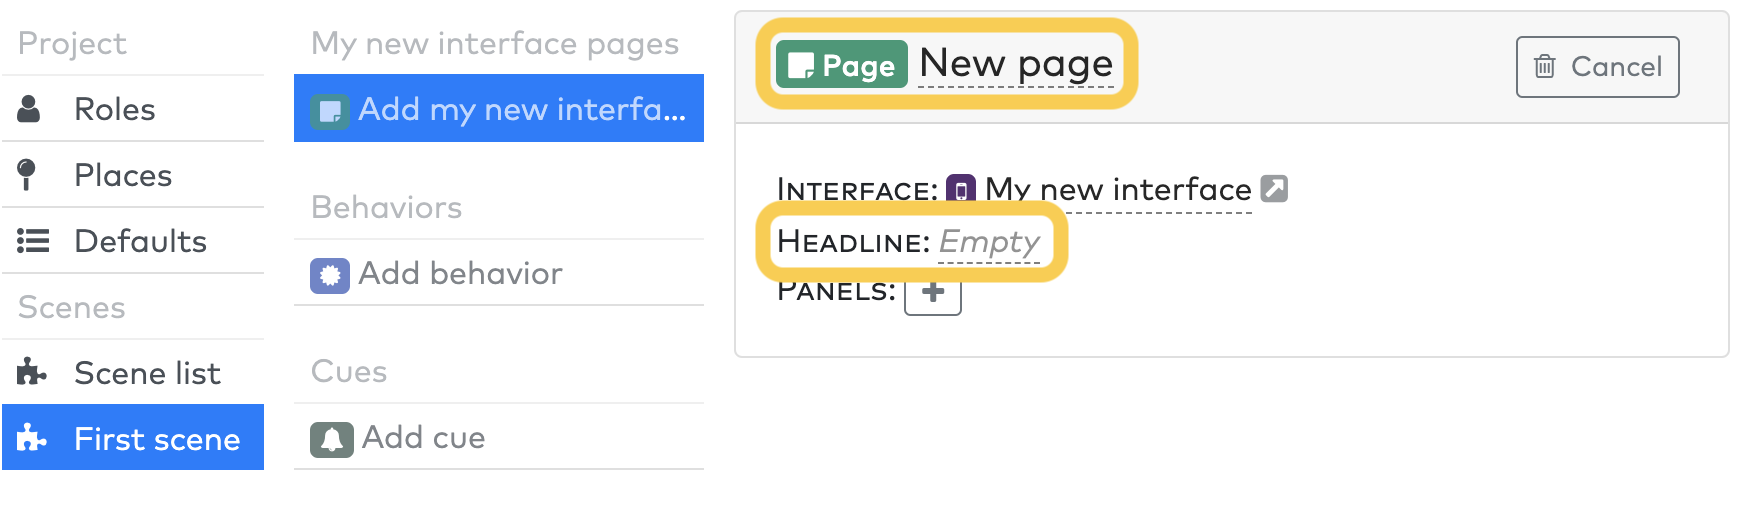 Project
Roles
Places
Defaults
Scenes
Scene list
First scene
My new interface pages
Add my new interfa...
Behaviors
Add behavior
Cues
Add cue
Page New page
Cancel
INTERFACE: My new interface
HEADLINE: Empty
PANELS: